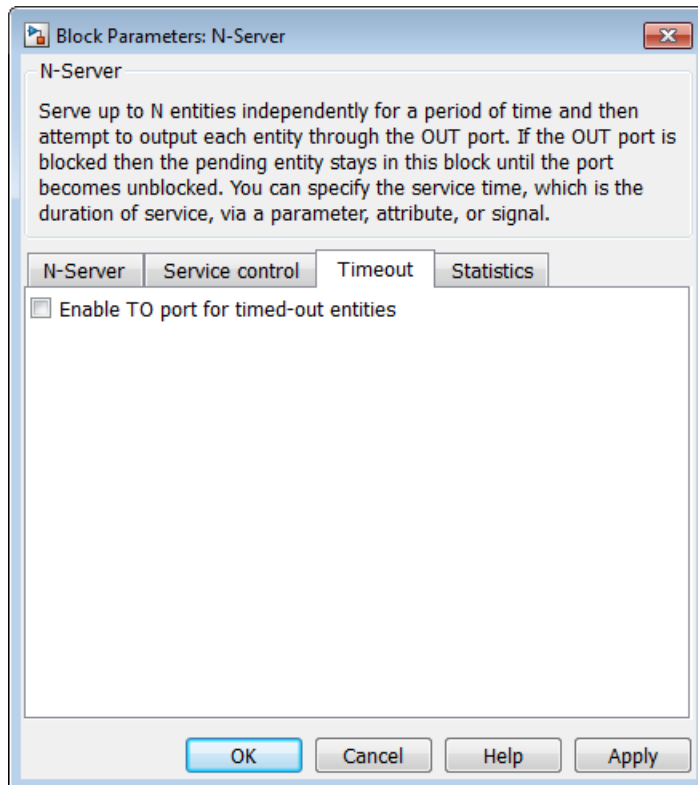 Block Parameters: N-Server
N-Server
Serve up to N entities independently for a period of time and then
attempt to output each entity through the OUT port. If the OUT port is
blocked then the pending entity stays in this block until the port
becomes unblocked. You can specify the service time, which is the
duration of service, via a parameter, attribute, or signal.
N-Server Service control Timeout Statistics
Enable TO port for timed-out entities
OK Cancel Help Apply